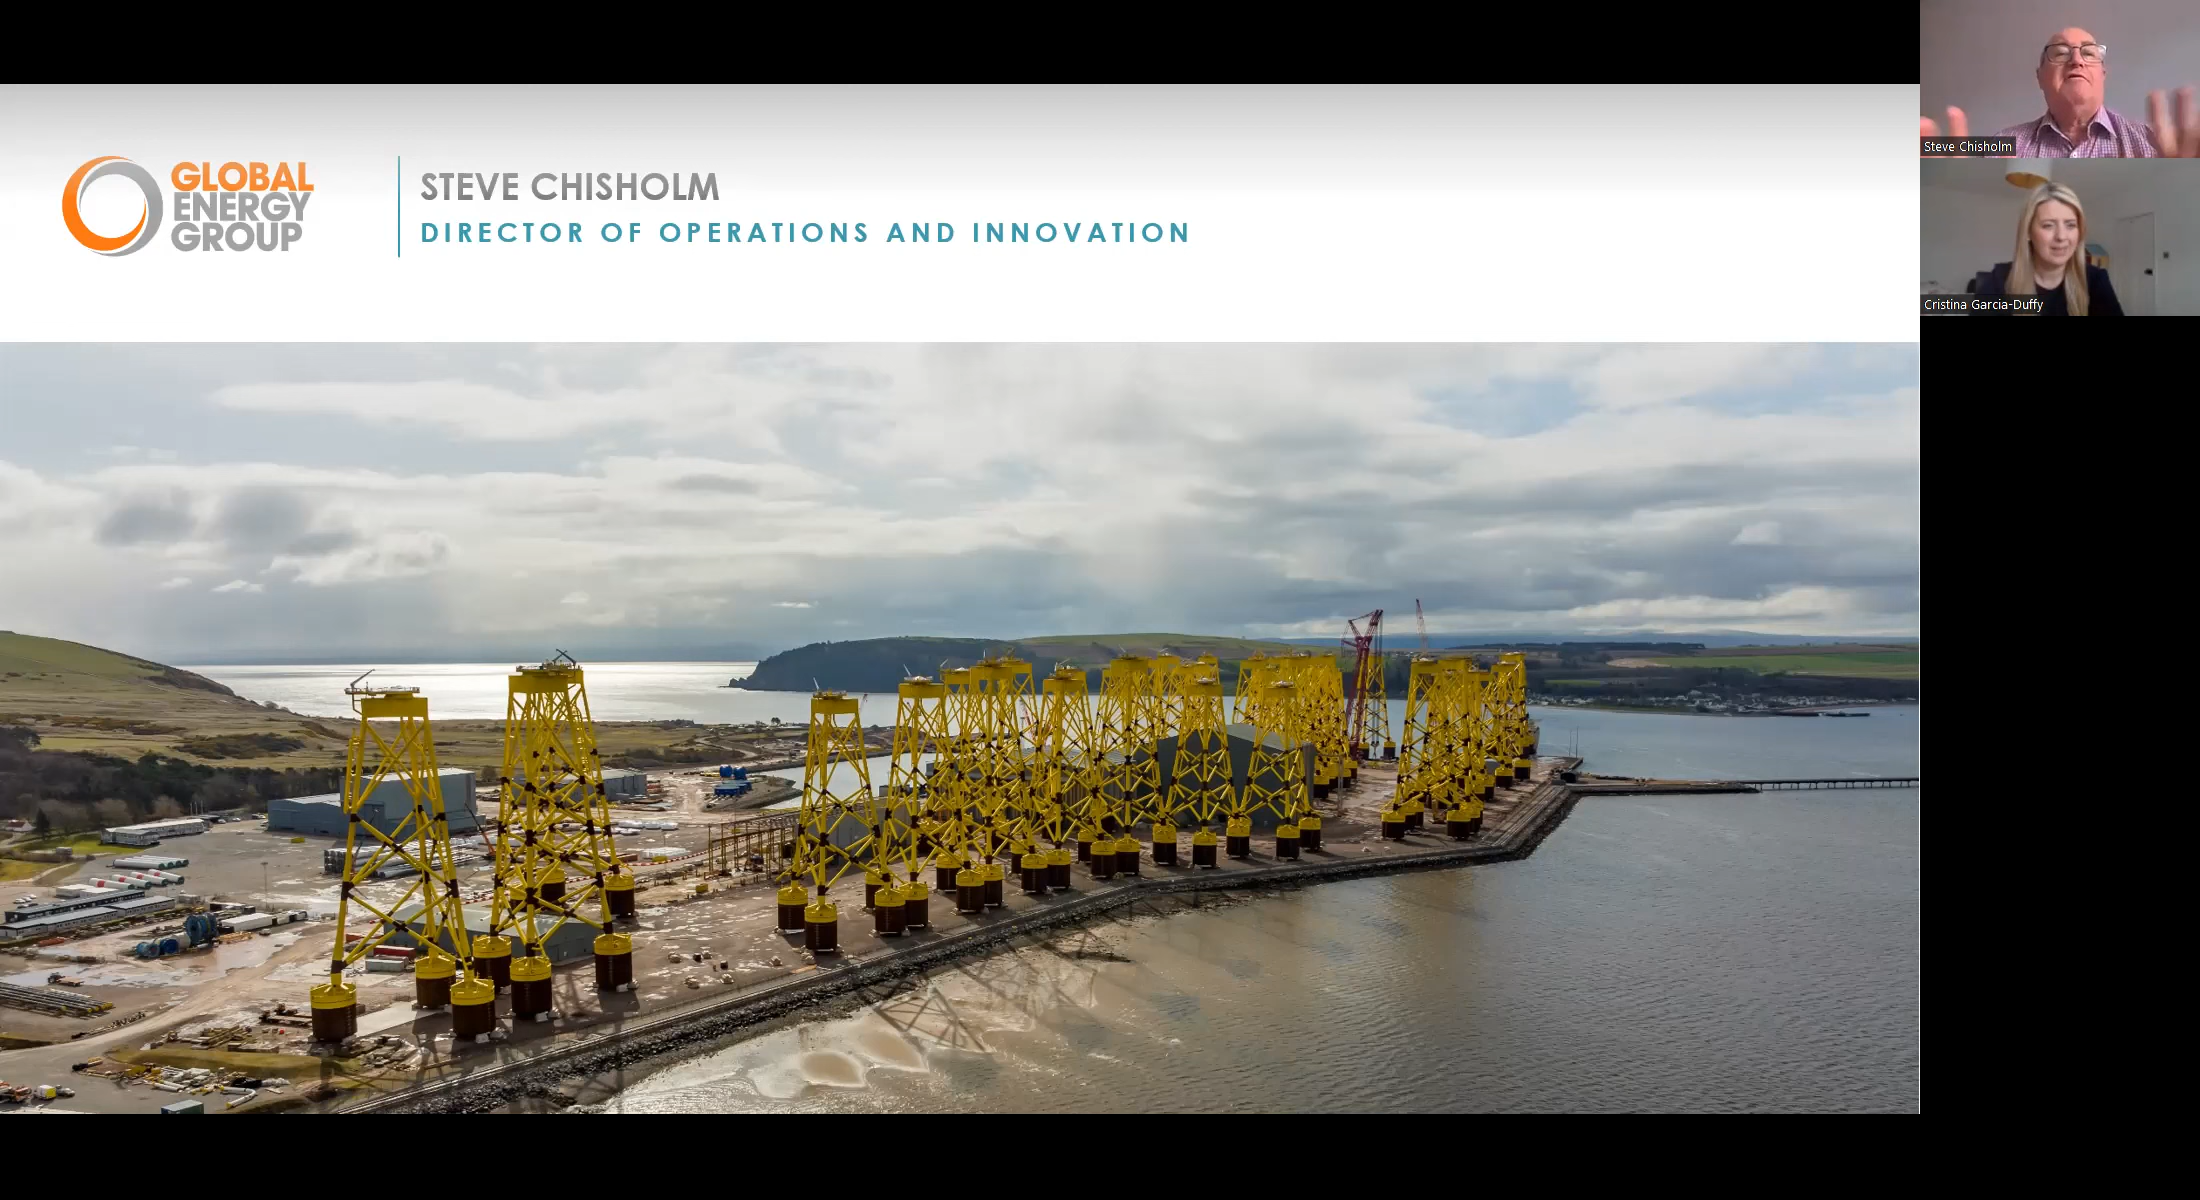 GLOBAL
ENERGY
GROUP
STEVE CHISHOLM
DIRECTOR OF OPERATIONS AND INNOVATION
Steve Chisholm
Cristina Garcia-Duffy